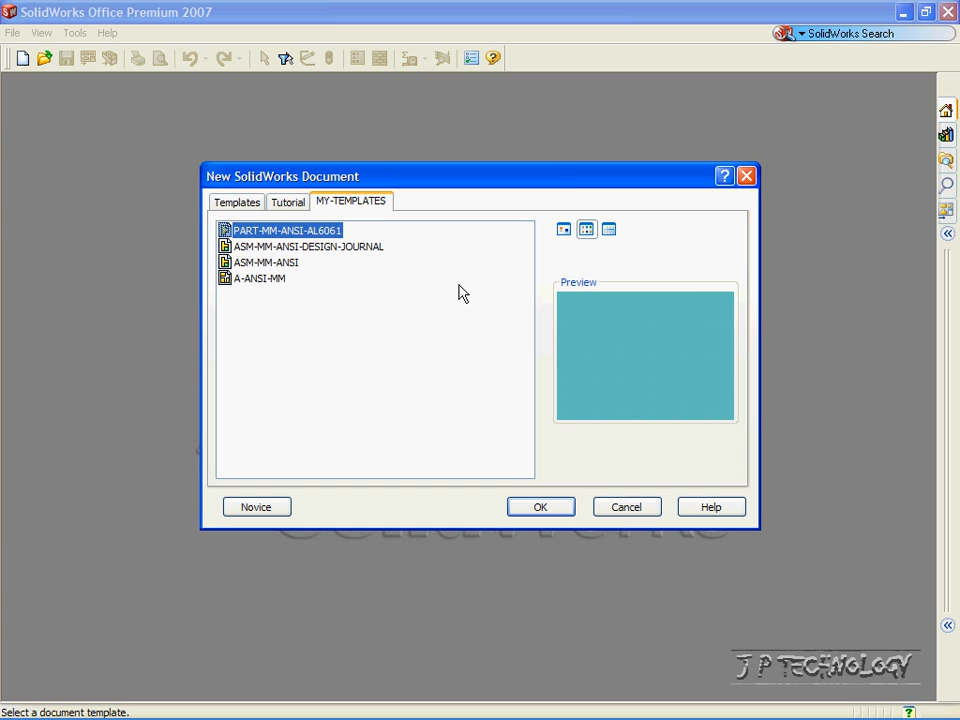 SolidWorks Office Premium 2007
File View Tools Help
SolidWorks Search
New SolidWorks Document
Templates Tutorial MY-TEMPLATES
PART-MM-ANSI-AL6061
ASM-MM-ANSI-DESIGN-JOURNAL
ASM-MM-ANSI
A-ANSI-MM
Preview
Novice OK Cancel Help
J P TECHNOLOGY
Select a document template.